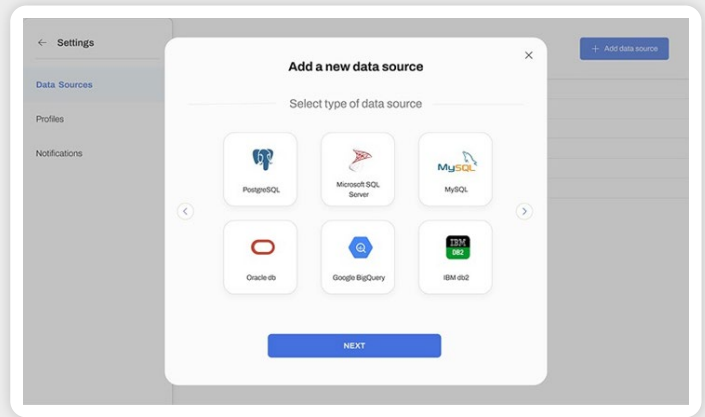 ← Settings
+ Add data source
Data Sources
Profiles
Notifications
Add a new data source
Select type of data source
PostgreSQL
Microsoft SQL
Server
MySQL
MySQL
Oracle db
Google BigQuery
IBM
DB2
IBM db2
NEXT